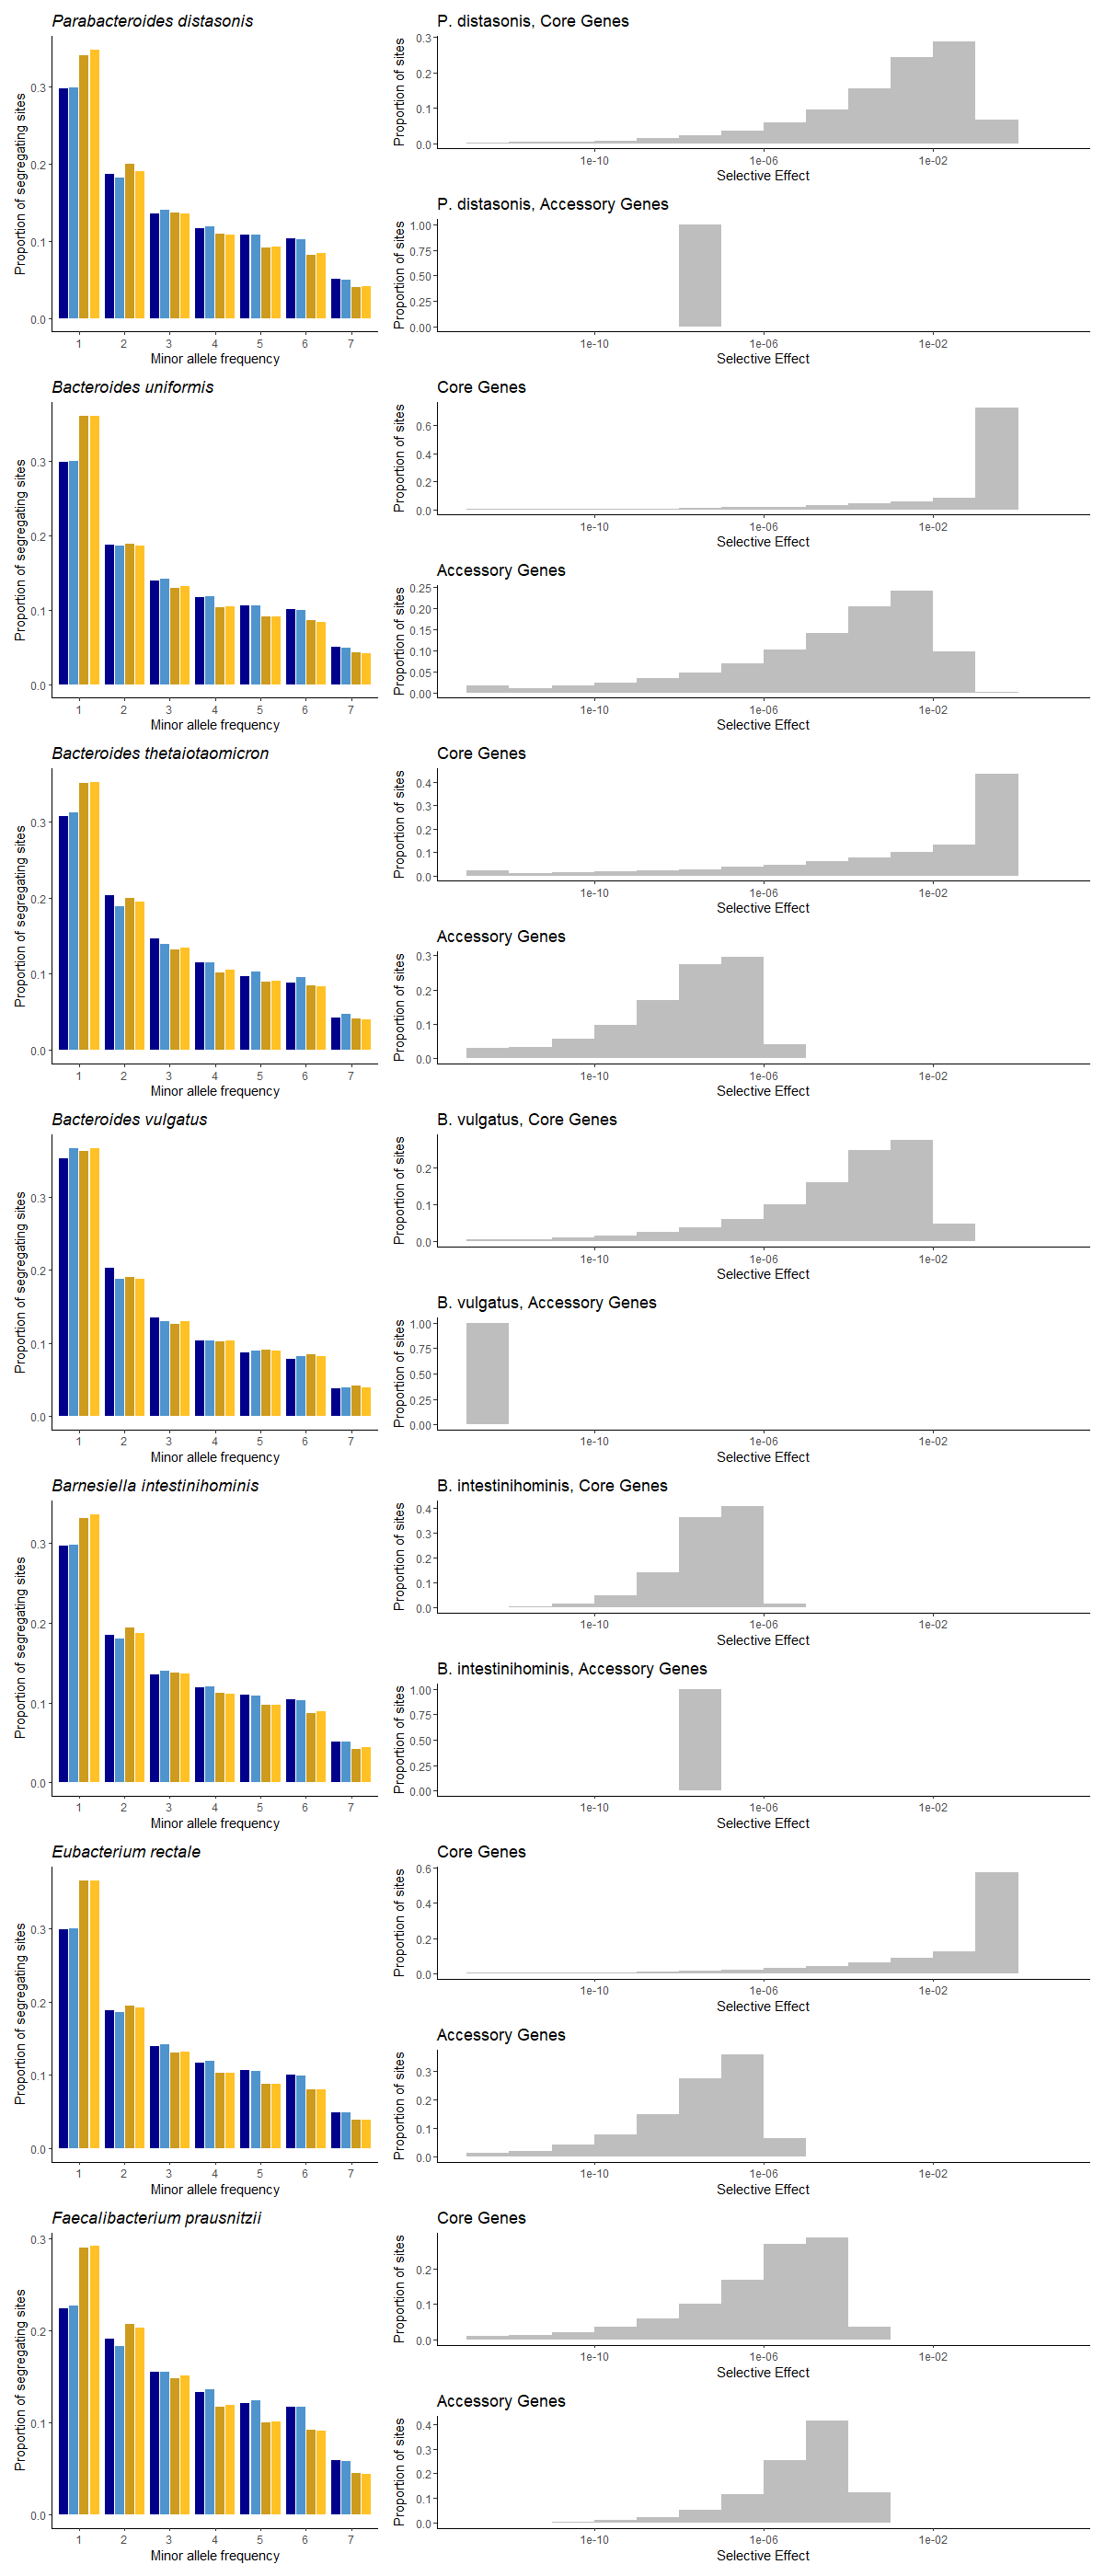 Parabacteroides distasonis
Proportion of segregating sites
0.3
0.2
0.1
0.0
1 2 3 4 5 6 7
Minor allele frequency
P. distasonis, Core Genes
Proportion of sites
0.3
0.2
0.1
0.0
1e-10 1e-06 1e-02
Selective Effect
P. distasonis, Accessory Genes
Proportion of sites
1.00
0.75
0.50
0.25
0.00
1e-10 1e-06 1e-02
Selective Effect
Bacteroides uniformis
Proportion of segregating sites
0.3
0.2
0.1
0.0
1 2 3 4 5 6 7
Minor allele frequency
Core Genes
Proportion of sites
0.6
0.4
0.2
0.0
1e-10 1e-06 1e-02
Selective Effect
Accessory Genes
Proportion of sites
0.25
0.20
0.15
0.10
0.05
0.00
1e-10 1e-06 1e-02
Selective Effect
Bacteroides thetaiotaomicron
Proportion of segregating sites
0.3
0.2
0.1
0.0
1 2 3 4 5 6 7
Minor allele frequency
Core Genes
Proportion of sites
0.4
0.3
0.2
0.1
0.0
1e-10 1e-06 1e-02
Selective Effect
Accessory Genes
Proportion of sites
0.3
0.2
0.1
0.0
1e-10 1e-06 1e-02
Selective Effect
Bacteroides vulgatus
Proportion of segregating sites
0.3
0.2
0.1
0.0
1 2 3 4 5 6 7
Minor allele frequency
B. vulgatus, Core Genes
Proportion of sites
0.2
0.1
0.0
1e-10 1e-06 1e-02
Selective Effect
B. vulgatus, Accessory Genes
Proportion of sites
1.00
0.75
0.50
0.25
0.00
1e-10 1e-06 1e-02
Selective Effect
Barnesiella intestinihominis
Proportion of segregating sites
0.3
0.2
0.1
0.0
1 2 3 4 5 6 7
Minor allele frequency
B. intestinihominis, Core Genes
Proportion of sites
0.4
0.3
0.2
0.1
0.0
1e-10 1e-06 1e-02
Selective Effect
B. intestinihominis, Accessory Genes
Proportion of sites
1.00
0.75
0.50
0.25
0.00
1e-10 1e-06 1e-02
Selective Effect
Eubacterium rectale
Proportion of segregating sites
0.3
0.2
0.1
0.0
1 2 3 4 5 6 7
Minor allele frequency
Core Genes
Proportion of sites
0.6
0.4
0.2
0.0
1e-10 1e-06 1e-02
Selective Effect
Accessory Genes
Proportion of sites
0.3
0.2
0.1
0.0
1e-10 1e-06 1e-02
Selective Effect
Faecalibacterium prausnitzii
Proportion of segregating sites
0.3
0.2
0.1
0.0
1 2 3 4 5 6 7
Minor allele frequency
Core Genes
Proportion of sites
0.2
0.1
0.0
1e-10 1e-06 1e-02
Selective Effect
Accessory Genes
Proportion of sites
0.4
0.3
0.2
0.1
0.0
1e-10 1e-06 1e-02
Selective Effect